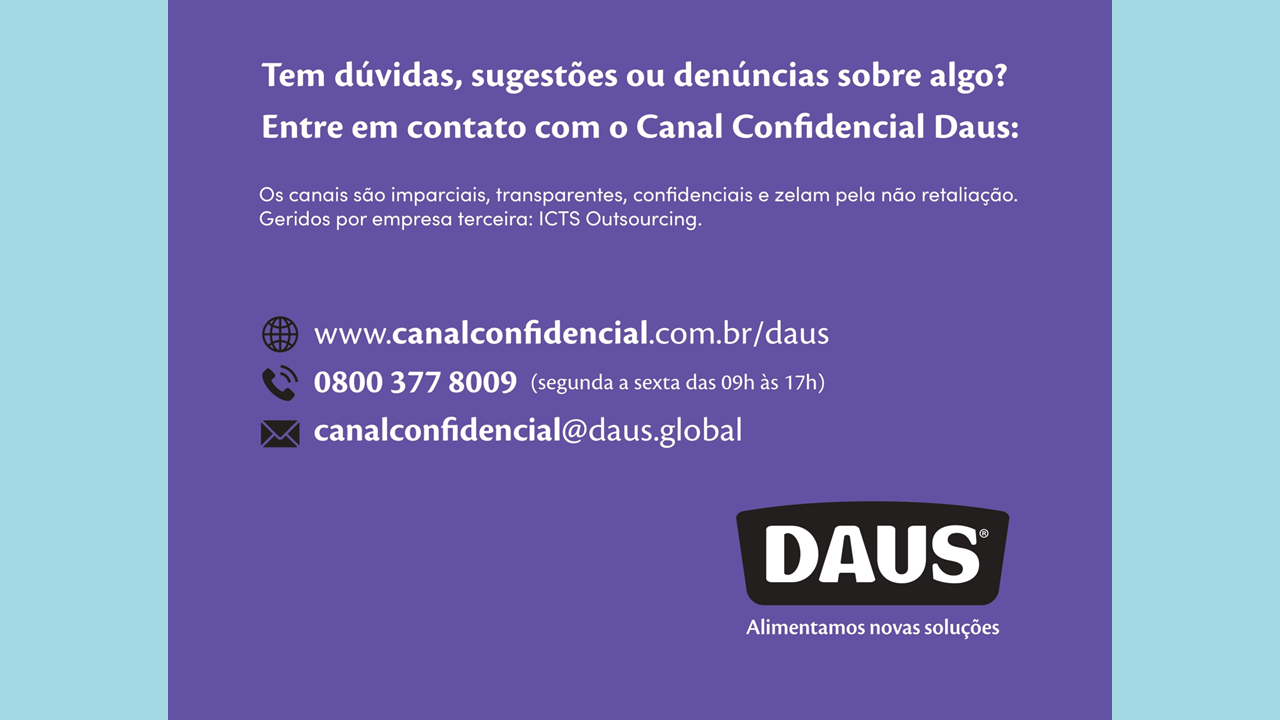 Tem dúvidas, sugestões ou denúncias sobre algo?
Entre em contato com o Canal Confidencial Daus:
Os canais são imparciais, transparentes, confidenciais e zelam pela não retaliação.
Geridos por empresa terceira: ICTS Outsourcing.
www.canalconfidencial.com.br/daus
0800 377 8009 (segunda a sexta das 09h às 17h)
canalconfidencial@daus.global
DAUS®
Alimentamos novas soluções